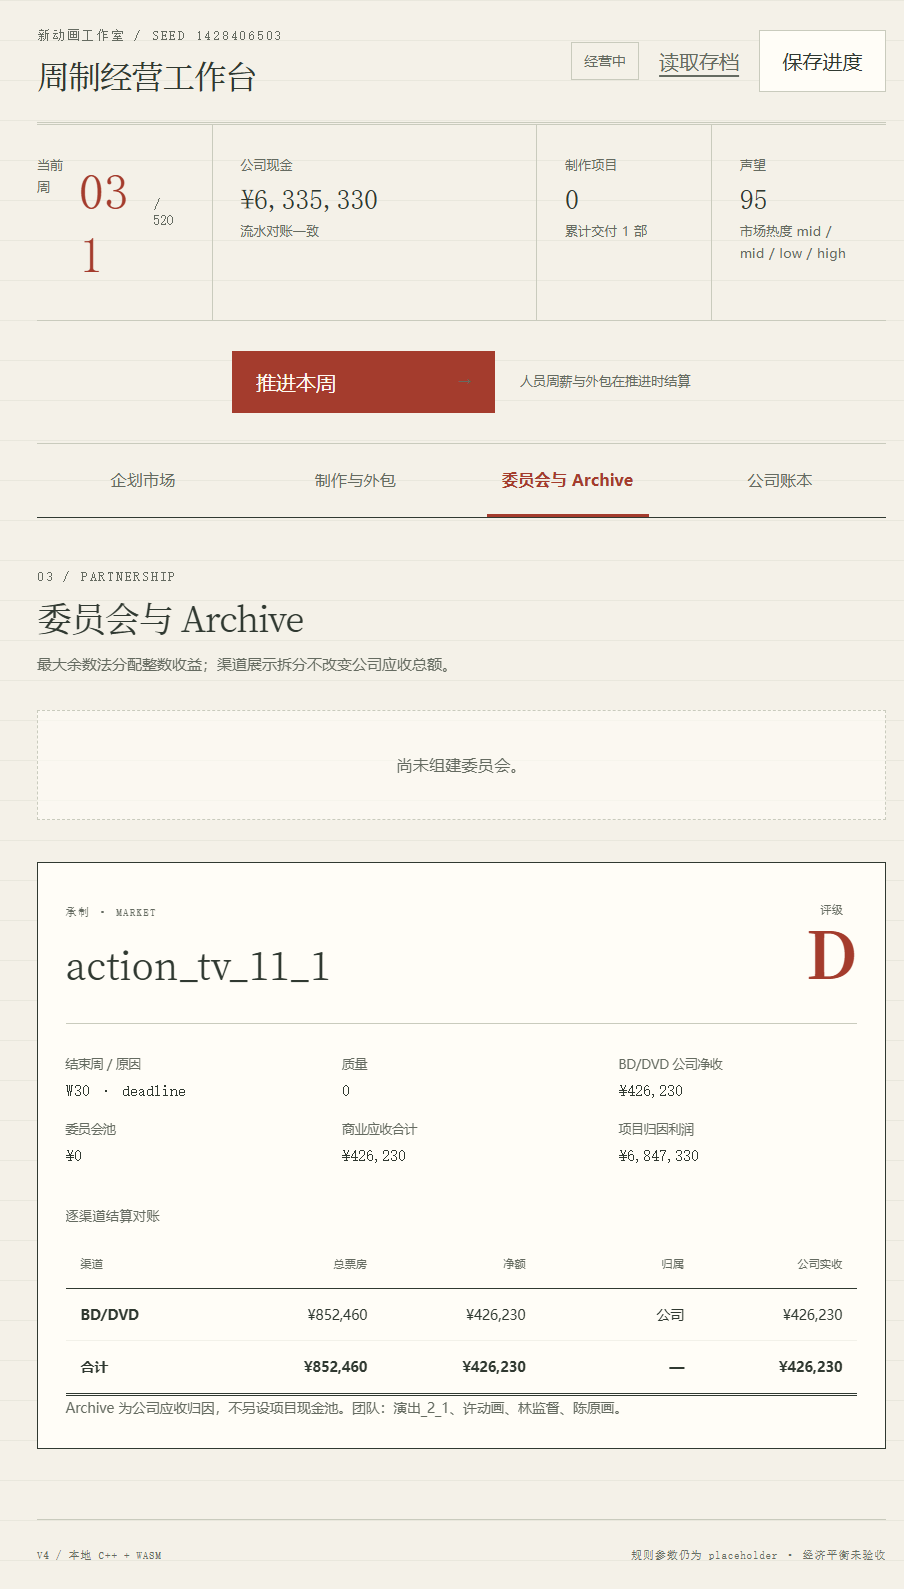 新动画工作室 / SEED 1428406503
周制经营工作台
经营中
读取存档
保存进度
当前周
031
/ 520
公司现金
¥6,335,330
流水对账一致
制作项目
0
累计交付 1 部
声望
95
市场热度 mid /
mid / low / high
推进本周 →
人员周薪与外包在推进时结算
企划市场
制作与外包
委员会与 Archive
公司账本
03 / PARTNERSHIP
委员会与 Archive
最大余数法分配整数收益；渠道展示拆分不改变公司应收总额。
尚未组建委员会。
承制 · MARKET
action_tv_11_1
评级
D
结束周 / 原因
W30 · deadline
质量
0
BD/DVD 公司净收
¥426,230
委员会池
¥0
商业应收合计
¥426,230
项目归因利润
¥6,847,330
逐渠道结算对账
渠道 总票房 净额 归属 公司实收
BD/DVD ¥852,460 ¥426,230 公司 ¥426,230
合计 ¥852,460 ¥426,230 — ¥426,230
Archive 为公司应收归因，不另设项目现金池。团队：演出_2_1、许动画、林监督、陈原画。
V4 / 本地 C++ + WASM
规则参数仍为 placeholder · 经济平衡未验收